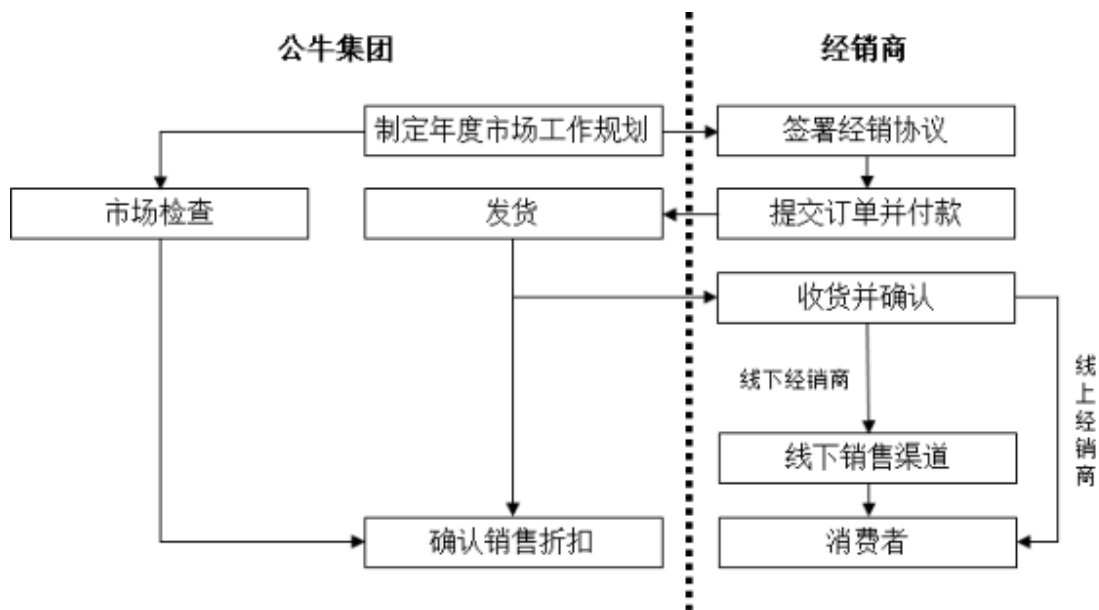 公牛集团
经销商
制定年度市场工作规划
签署经销协议
市场检查
发货
提交订单并付款
收货并确认
线下经销商
线上经销商
线下销售渠道
确认销售折扣
消费者